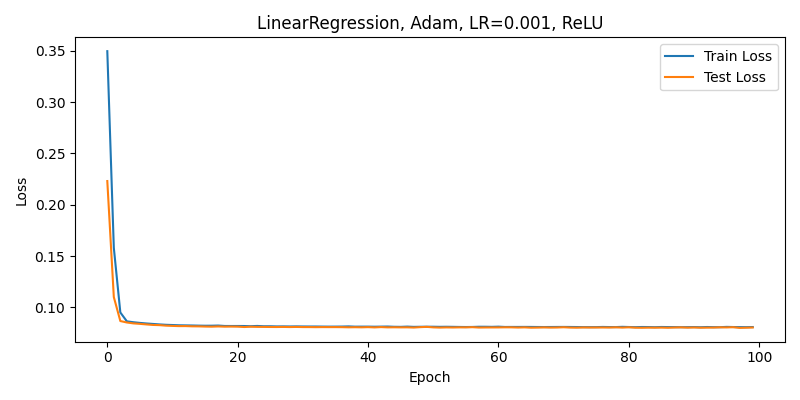 LinearRegression, Adam, LR=0.001, ReLU
Train Loss
Test Loss
Loss
0.35
0.30
0.25
0.20
0.15
0.10
0 20 40 60 80 100
Epoch